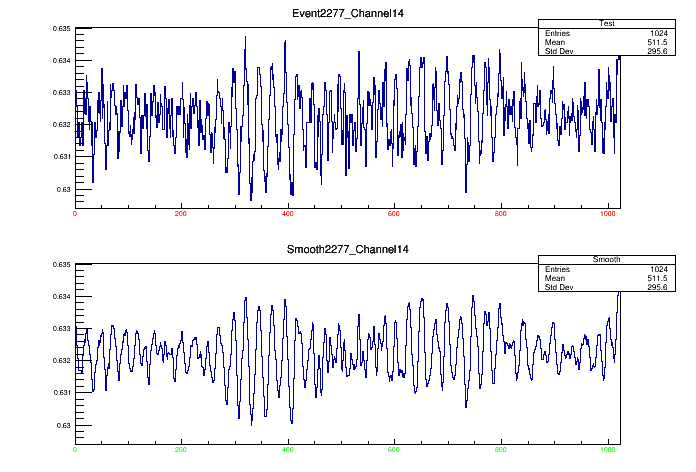 Event2277_Channel14
Test
Entries 1024
Mean 511.5
Std Dev 295.6
0.635
0.634
0.633
0.632
0.631
0.63
0 200 400 600 800 1000
Smooth2277_Channel14
Smooth
Entries 1024
Mean 511.5
Std Dev 295.6
0.635
0.634
0.633
0.632
0.631
0.63
0 200 400 600 800 1000